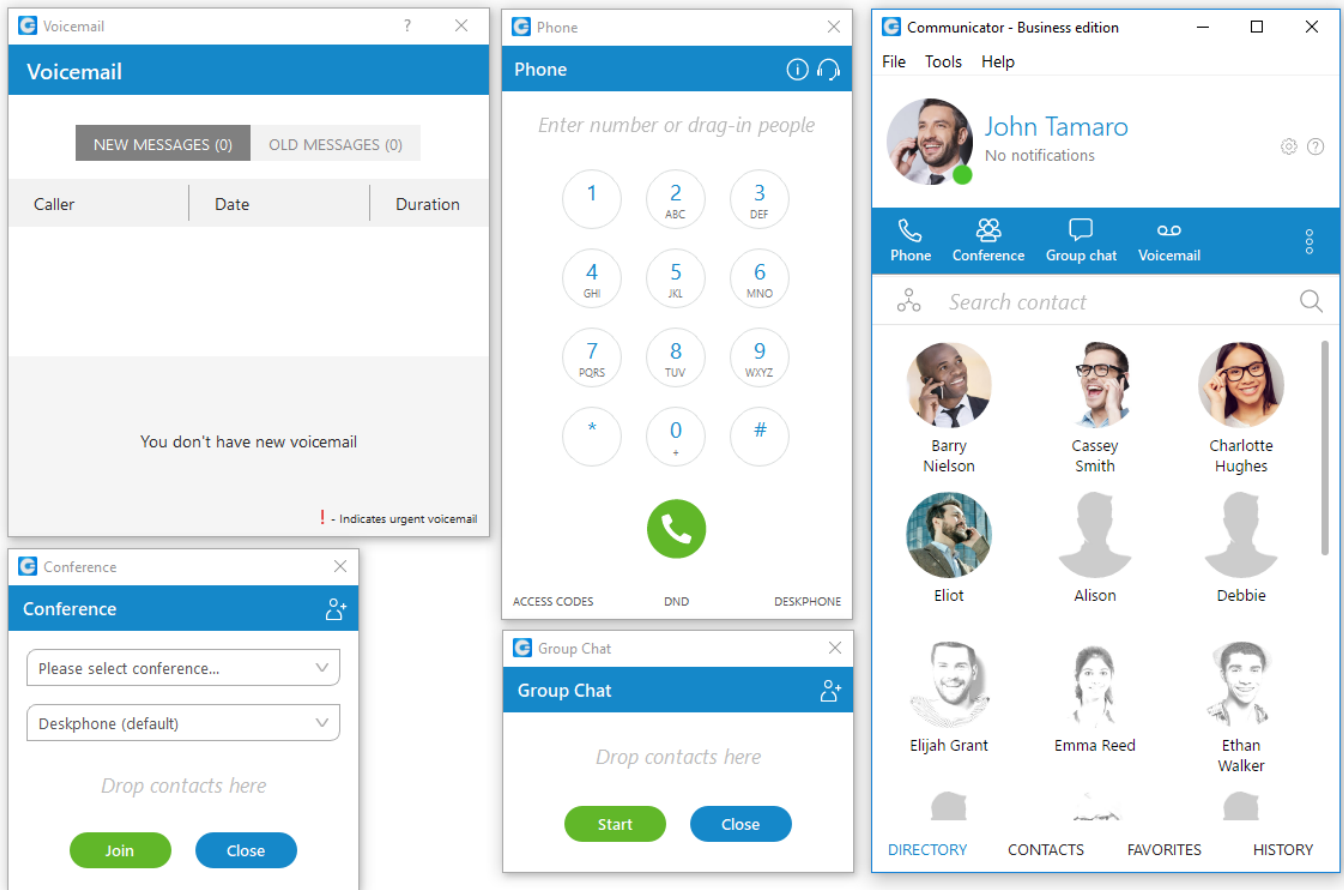 Voicemail
?
Voicemail
NEW MESSAGES (0) OLD MESSAGES (0)
Caller Date Duration
You don't have new voicemail
! - Indicates urgent voicemail
Conference
Conference
Please select conference...
Deskphone (default)
Drop contacts here
Join Close
Phone
Phone
Enter number or drag-in people
1 2 3
ABC DEF
4 5 6
GHI JKL MNO
7 8 9
PQRS TUV WXYZ
* 0 #
+
ACCESS CODES DND DESKPHONE
Group Chat
Group Chat
Drop contacts here
Start Close
Communicator - Business edition
File Tools Help
John Tamaro
No notifications
?
Phone Conference Group chat Voicemail
Search contact
Barry Cassey Charlotte
Nielson Smith Hughes
Eliot Alison Debbie
Elijah Grant Emma Reed Ethan
Walker
DIRECTORY CONTACTS FAVORITES HISTORY